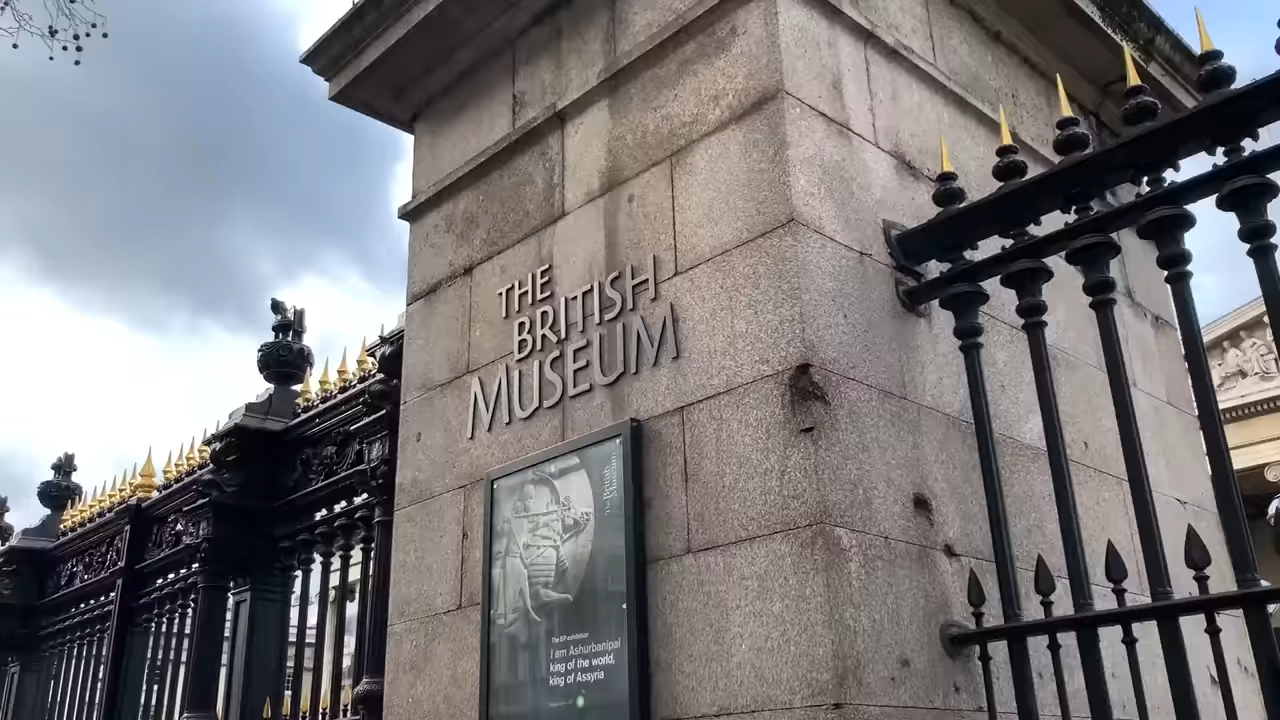 THE
BRITISH
MUSEUM
The British
Museum
The BP exhibition
I am Ashurbanipal
king of the world,
king of Assyria